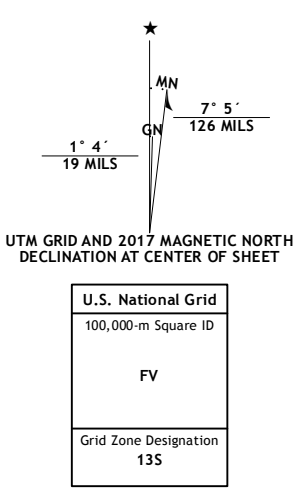 ★
MN
7° 5´
126 MILS
GN
1° 4´
19 MILS
UTM GRID AND 2017 MAGNETIC NORTH
DECLINATION AT CENTER OF SHEET
U.S. National Grid
100,000-m Square ID
FV
Grid Zone Designation
13S